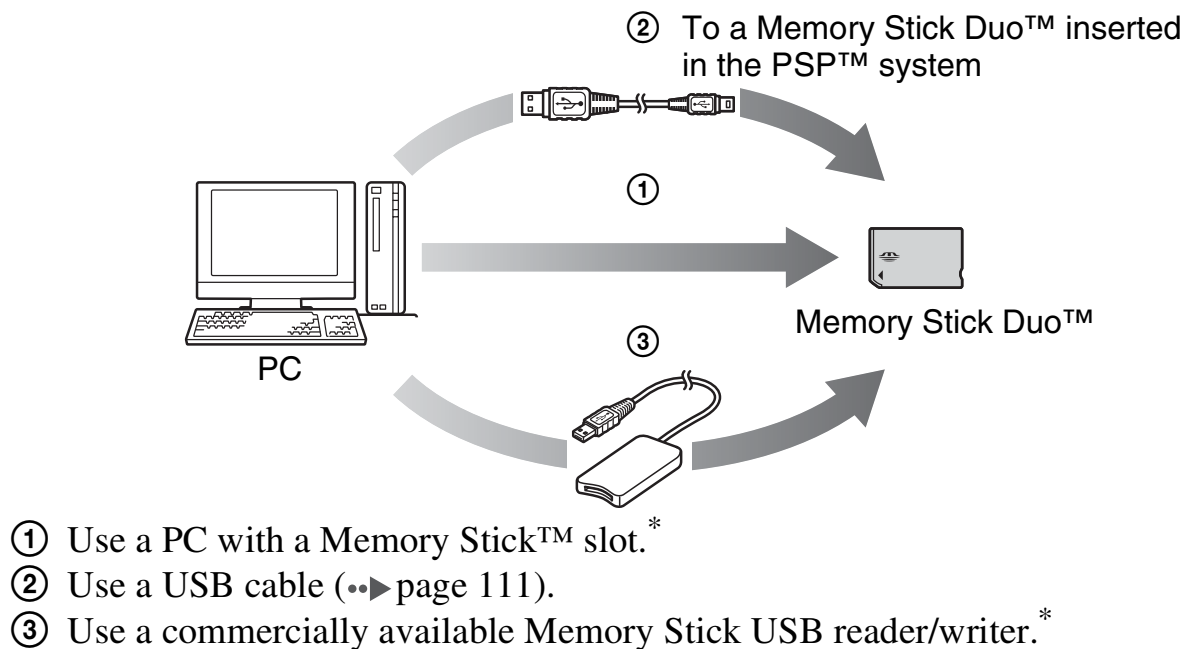 ② To a Memory Stick Duo™ inserted
in the PSP™ system
①
Memory Stick Duo™
PC
③
① Use a PC with a Memory Stick™ slot.*
② Use a USB cable (••▶ page 111).
③ Use a commercially available Memory Stick USB reader/writer.*